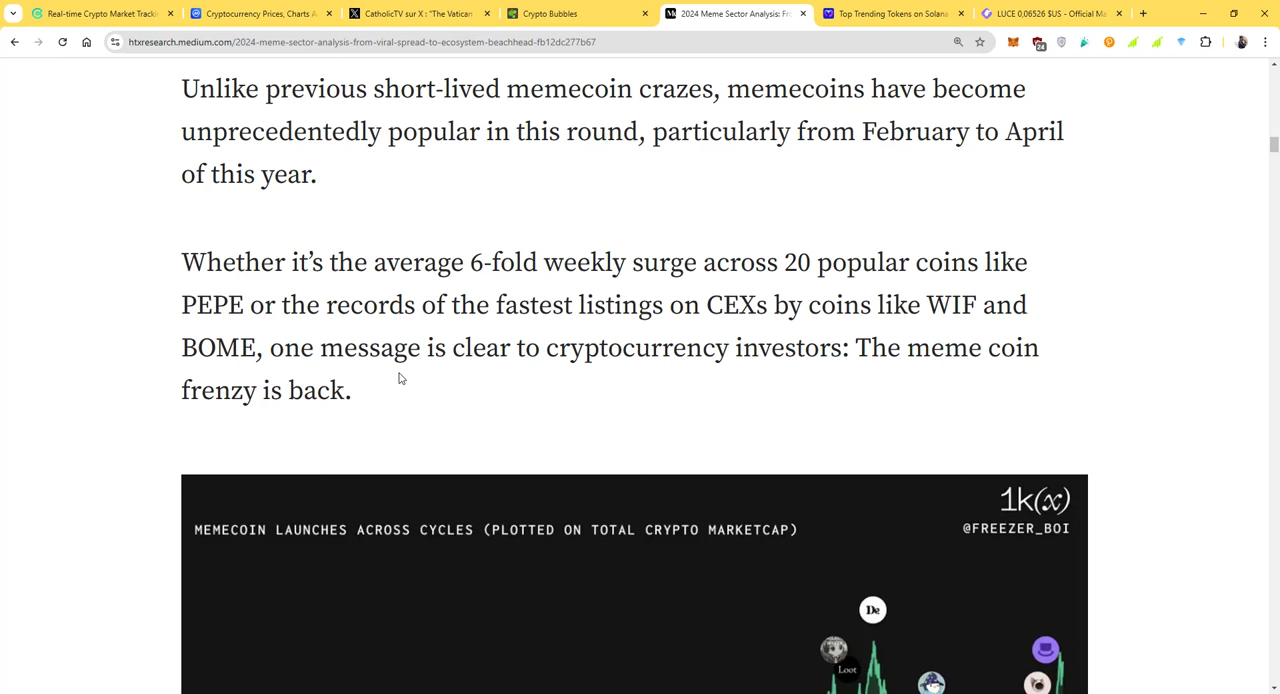 Real-time Crypto Market Tracki
Cryptocurrency Prices, Charts A
CatholicTV sur X : "The Vatican
Crypto Bubbles
2024 Meme Sector Analysis: Fro
Top Trending Tokens on Solana
LUCE 0,06526 $US - Official Ma
htxresearch.medium.com/2024-meme-sector-analysis-from-viral-spread-to-ecosystem-beachhead-fb12dc277b67
24
Unlike previous short-lived memecoin crazes, memecoins have become
unprecedentedly popular in this round, particularly from February to April
of this year.
Whether it’s the average 6-fold weekly surge across 20 popular coins like
PEPE or the records of the fastest listings on CEXs by coins like WIF and
BOME, one message is clear to cryptocurrency investors: The meme coin
frenzy is back.
1k(x)
MEMECOIN LAUNCHES ACROSS CYCLES (PLOTTED ON TOTAL CRYPTO MARKETCAP)
@FREEZER_BOI
De
Loot